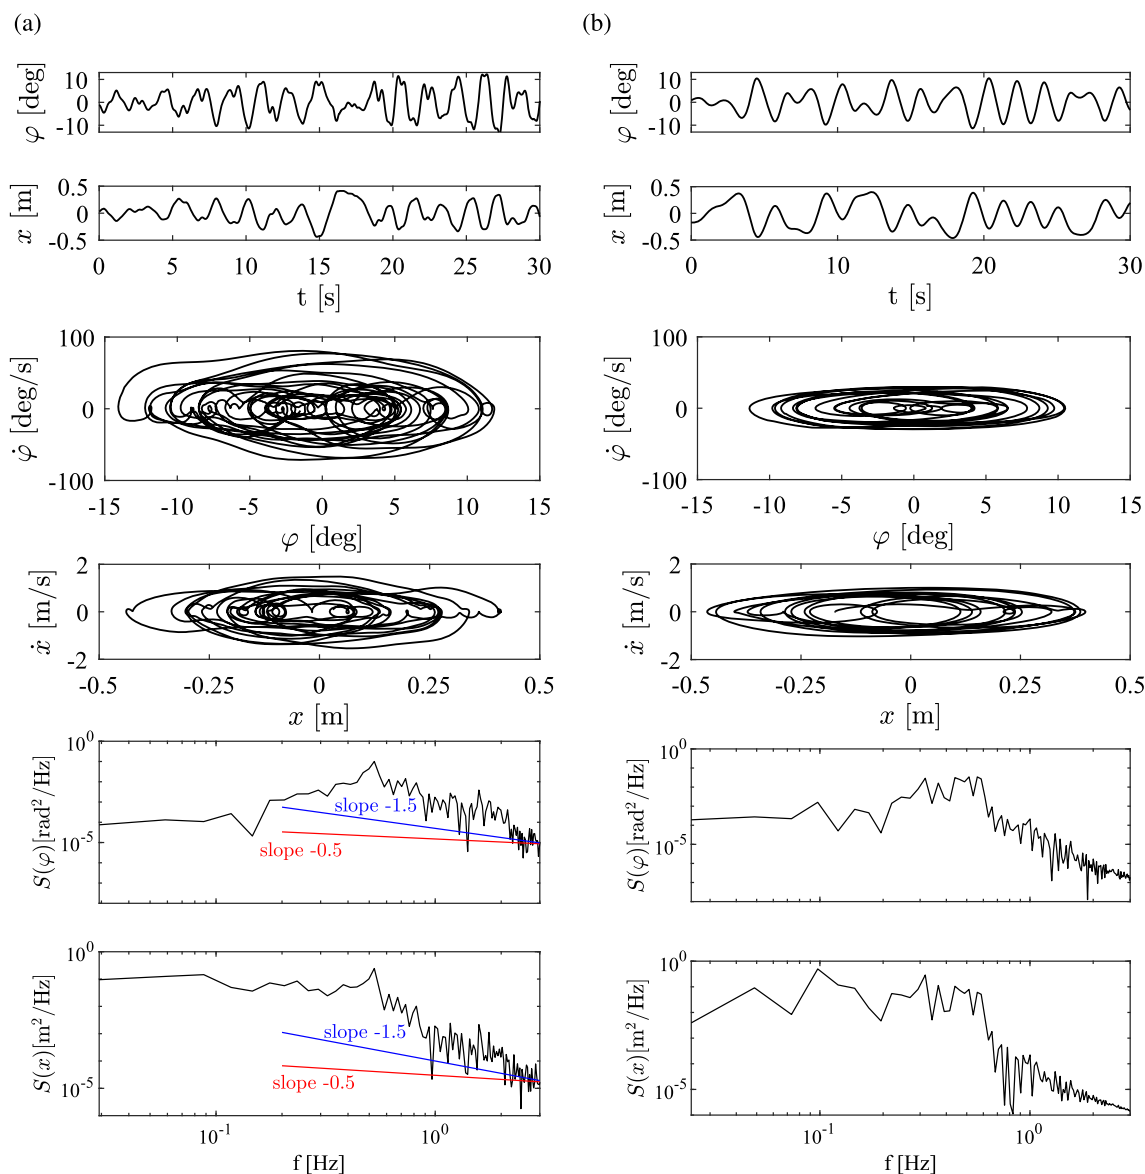 (a) (b)
φ [deg] 10 0 -10
φ [deg] 10 0 -10
x [m] 0.5 0 -0.5
x [m] 0.5 0 -0.5
0 5 10 15 20 25 30
0 10 20 30
t [s] t [s]
φ̇ [deg/s] 100 0 -100
φ̇ [deg/s] 100 0 -100
-15 -10 -5 0 5 10 15
-15 -10 -5 0 5 10 15
φ [deg] φ [deg]
ẋ [m/s] 2 0 -2
ẋ [m/s] 2 0 -2
-0.5 -0.25 0 0.25 0.5
-0.5 -0.25 0 0.25 0.5
x [m] x [m]
S(φ)[rad²/Hz] 10⁰ 10⁻⁵
slope -1.5
slope -0.5
S(φ)[rad²/Hz] 10⁰ 10⁻⁵
S(x)[m²/Hz] 10⁰ 10⁻⁵
slope -1.5
slope -0.5
S(x)[m²/Hz] 10⁰ 10⁻⁵
10⁻¹ 10⁰
10⁻¹ 10⁰
f [Hz] f [Hz]